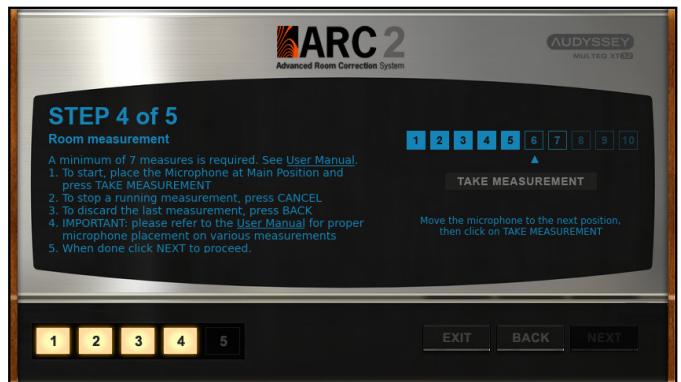 ARC 2
Advanced Room Correction System
AUDYSSEY
MULTEQ XT32
STEP 4 of 5
Room measurement
A minimum of 7 measures is required. See User Manual.
1. To start, place the Microphone at Main Position and
press TAKE MEASUREMENT
2. To stop a running measurement, press CANCEL
3. To discard the last measurement, press BACK
4. IMPORTANT: please refer to the User Manual for proper
microphone placement on various measurements
5. When done click NEXT to proceed.
1 2 3 4 5 6 7 8 9 10
TAKE MEASUREMENT
Move the microphone to the next position,
then click on TAKE MEASUREMENT
1 2 3 4 5
EXIT BACK NEXT